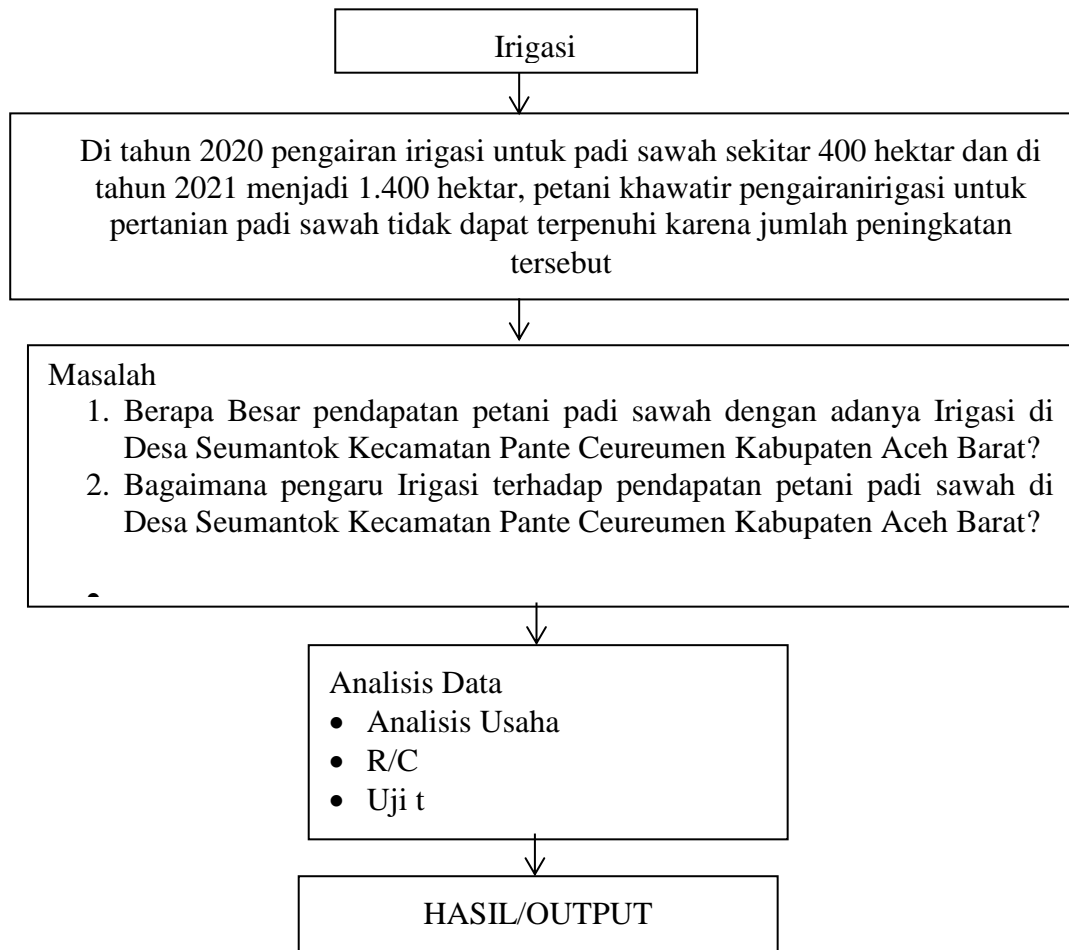 Irigasi
Di tahun 2020 pengairan irigasi untuk padi sawah sekitar 400 hektar dan di
tahun 2021 menjadi 1.400 hektar, petani khawatir pengairanirigasi untuk
pertanian padi sawah tidak dapat terpenuhi karena jumlah peningkatan
tersebut
Masalah
1. Berapa Besar pendapatan petani padi sawah dengan adanya Irigasi di
Desa Seumantok Kecamatan Pante Ceureumen Kabupaten Aceh Barat?
2. Bagaimana pengaru Irigasi terhadap pendapatan petani padi sawah di
Desa Seumantok Kecamatan Pante Ceureumen Kabupaten Aceh Barat?
•
Analisis Data
• Analisis Usaha
• R/C
• Uji t
HASIL/OUTPUT